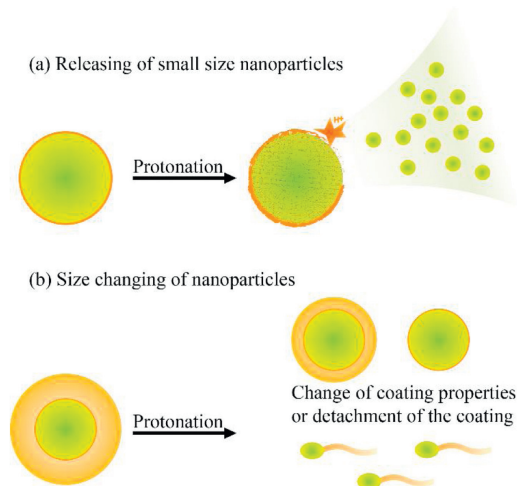 (a) Releasing of small size nanoparticles
Protonation
(b) Size changing of nanoparticles
Protonation
Change of coating properties
or detachment of the coating